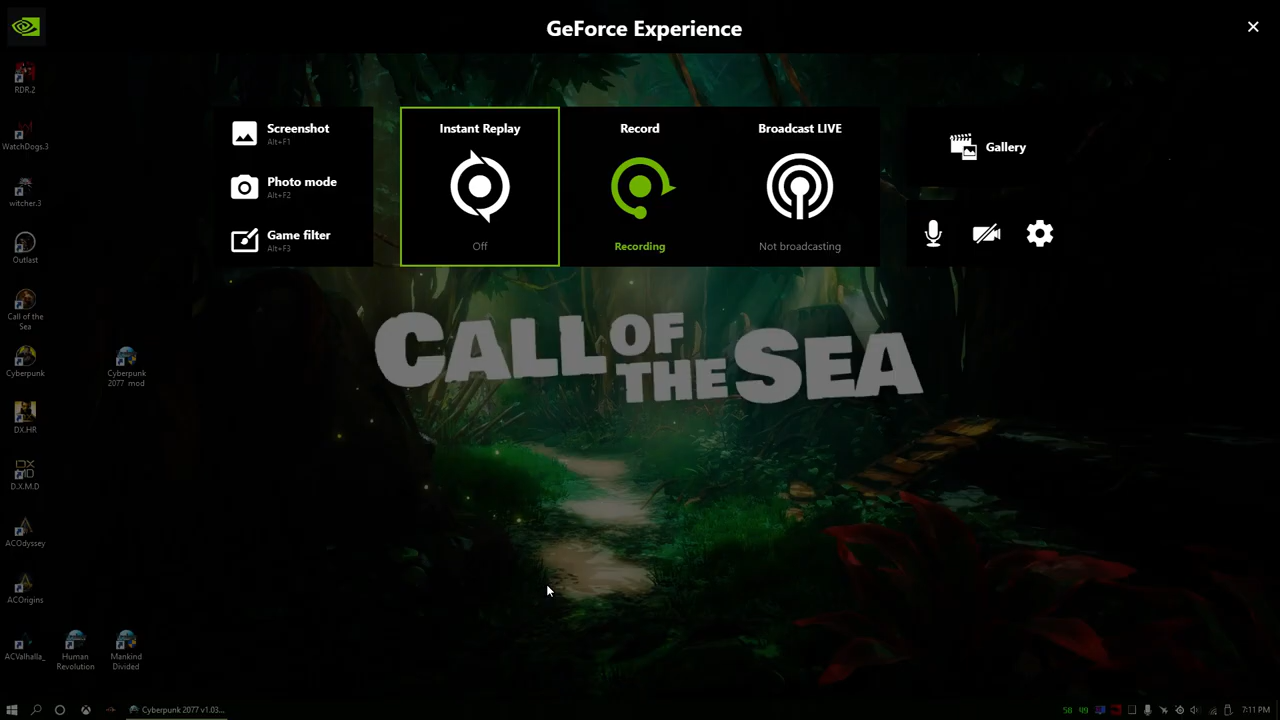 GeForce Experience
Screenshot
Alt+F1
Photo mode
Alt+F2
Game filter
Alt+F3
Instant Replay
Off
Record
Recording
Broadcast LIVE
Not broadcasting
Gallery
RDR.2
WatchDogs.3
witcher.3
Outlast
Call of the
Sea
Cyberpunk
Cyberpunk
2077 mod
DX.HR
D.X.M.D
ACOdyssey
ACOrigins
ACValhalla_
Human
Revolution
Mankind
Divided
CALL OF THE SEA
Cyberpunk 2077 v1.03...
58 49
7:11 PM